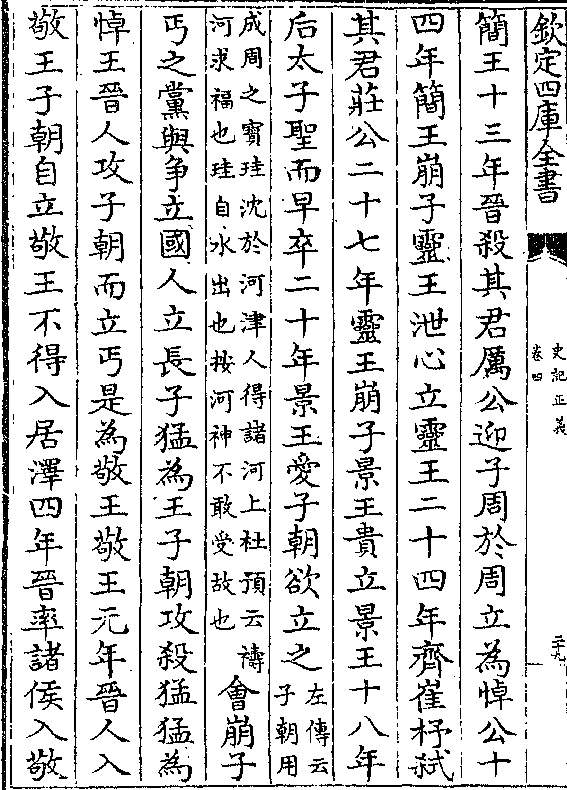 欽定四庫全書
史記正義
卷四
二十九
簡王十三年晉殺其君厲公迎子周於周立為悼公十
四年簡王崩子靈王泄心立靈王二十四年齊崔杼弑
其君莊公二十七年靈王崩子景王貴立景王十八年
后太子聖而早卒二十年景王愛子朝欲立之
左傳云
子朝用
成周之寶珪沈於河津人得諸河上杜預云禱
河求福也珪自水出也按河神不敢受故也
會崩子
丐之黨與爭立國人立長子猛為王子朝攻殺猛猛為
悼王晉人攻子朝而立丐是為敬王敬王元年晉人入
敬王子朝自立敬王不得入居澤四年晉率諸侯入敬